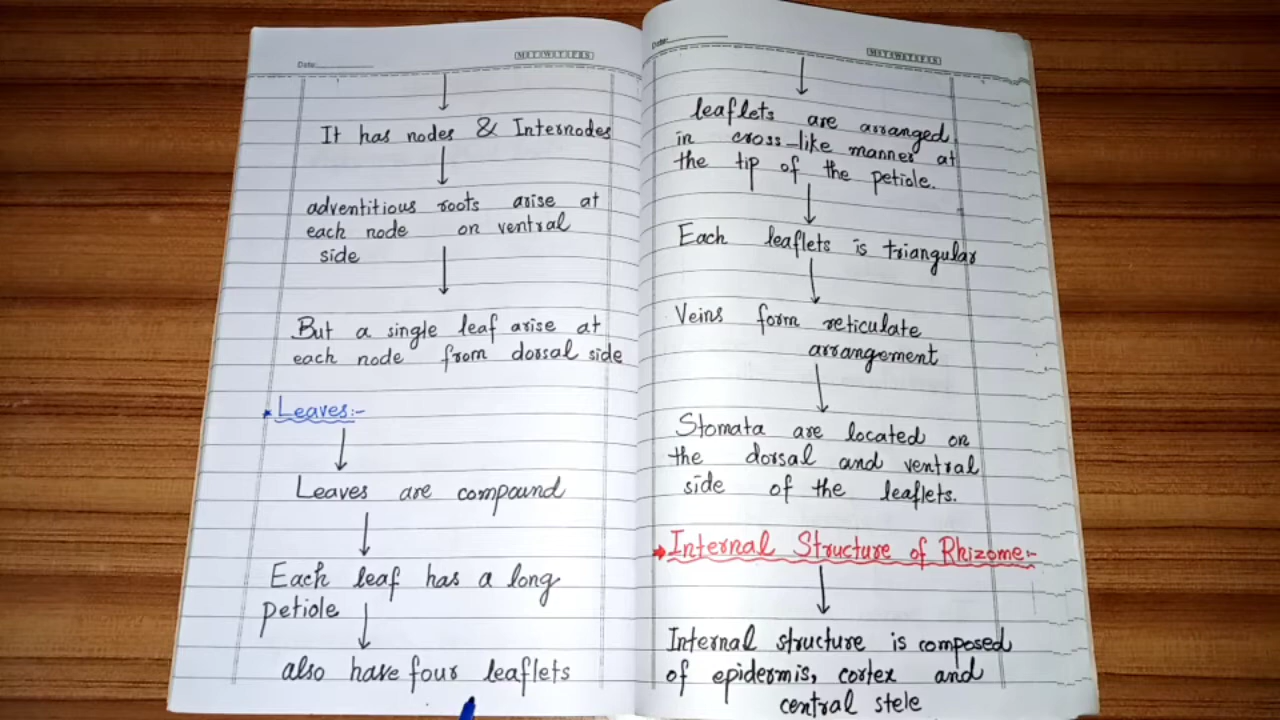 Date:
M T W T F S
It has nodes & Internodes
adventitious roots arise at
each node on ventral
side
But a single leaf arise at
each node from dorsal side
* Leaves:-
Leaves are compound
Each leaf has a long
petiole
also have four leaflets
Date:
M T W T F S
leaflets are arranged
in cross-like manner at
the tip of the petiole.
Each leaflets is triangular
Veins form reticulate
arrangement
Stomata are located on
the dorsal and ventral
side of the leaflets.
Internal Structure of Rhizome:-
Internal structure is composed
of epidermis, cortex and
central stele